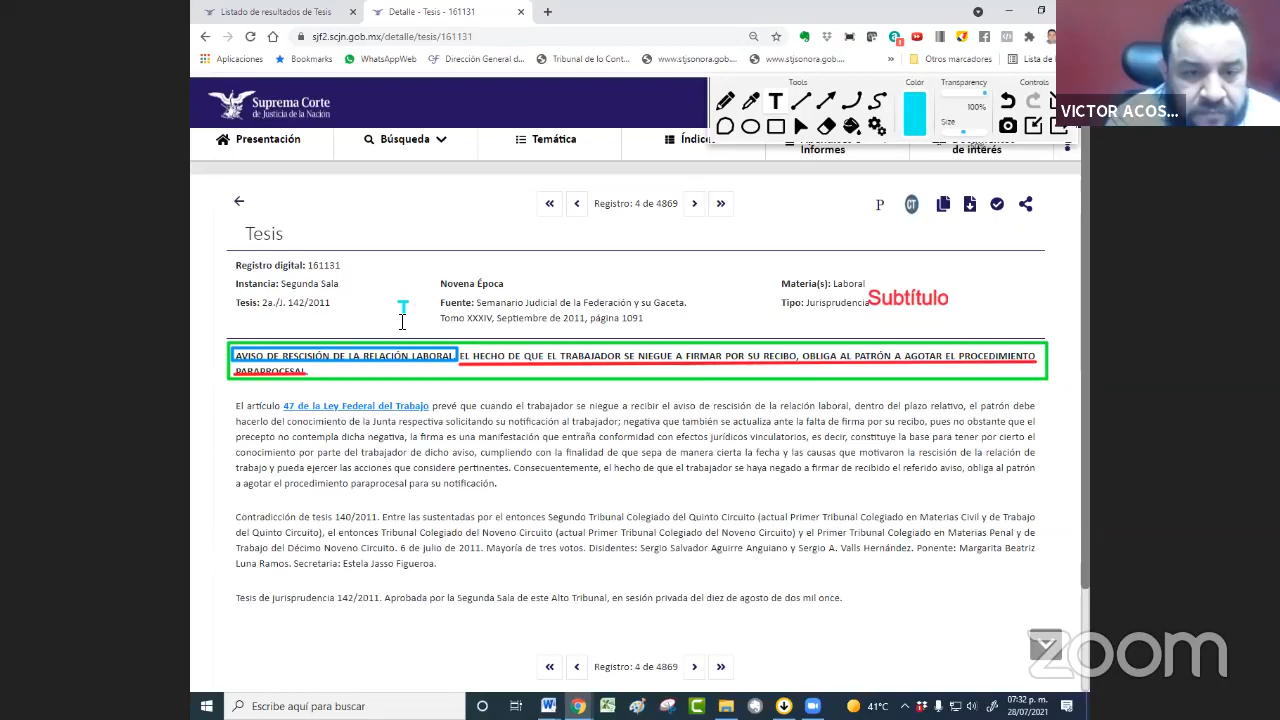 Listado de resultados de Tesis
Detalle - Tesis - 161131
sjf2.scjn.gob.mx/detalle/tesis/161131
Aplicaciones
Bookmarks
WhatsAppWeb
Dirección General d...
Tribunal de lo Cont...
www.stjsonora.gob....
www.stjsonora.gob....
»
Otros marcadores
Lista de
Suprema Corte
de Justicia de la Nación
Tools
Color
Transparency
Controls
100%
Size
VICTOR ACOS...
Presentación
Búsqueda
Temática
Informes
de interés
Registro: 4 de 4869
P
CT
Tesis
Registro digital: 161131
Instancia: Segunda Sala
Novena Época
Materia(s): Laboral
Tesis: 2a./J. 142/2011
T
Fuente: Semanario Judicial de la Federación y su Gaceta.
Tomo XXXIV, Septiembre de 2011, página 1091
Tipo: Jurisprudencia
Subtítulo
AVISO DE RESCISIÓN DE LA RELACIÓN LABORAL. EL HECHO DE QUE EL TRABAJADOR SE NIEGUE A FIRMAR POR SU RECIBO, OBLIGA AL PATRÓN A AGOTAR EL PROCEDIMIENTO
PARAPROCESAL.
El artículo 47 de la Ley Federal del Trabajo prevé que cuando el trabajador se niegue a recibir el aviso de rescisión de la relación laboral, dentro del plazo relativo, el patrón debe
hacerlo del conocimiento de la Junta respectiva solicitando su notificación al trabajador; negativa que también se actualiza ante la falta de firma por su recibo, pues no obstante que el
precepto no contempla dicha negativa, la firma es una manifestación que entraña conformidad con efectos jurídicos vinculatorios, es decir, constituye la base para tener por cierto el
conocimiento por parte del trabajador de dicho aviso, cumpliendo con la finalidad de que sepa de manera cierta la fecha y las causas que motivaron la rescisión de la relación de
trabajo y pueda ejercer las acciones que considere pertinentes. Consecuentemente, el hecho de que el trabajador se haya negado a firmar de recibido el referido aviso, obliga al patrón
a agotar el procedimiento paraprocesal para su notificación.
Contradicción de tesis 140/2011. Entre las sustentadas por el entonces Segundo Tribunal Colegiado del Quinto Circuito (actual Primer Tribunal Colegiado en Materias Civil y de Trabajo
del Quinto Circuito), el entonces Tribunal Colegiado del Noveno Circuito (actual Primer Tribunal Colegiado del Noveno Circuito) y el Primer Tribunal Colegiado en Materias Penal y de
Trabajo del Décimo Noveno Circuito. 6 de julio de 2011. Mayoría de tres votos. Disidentes: Sergio Salvador Aguirre Anguiano y Sergio A. Valls Hernández. Ponente: Margarita Beatriz
Luna Ramos. Secretaria: Estela Jasso Figueroa.
Tesis de jurisprudencia 142/2011. Aprobada por la Segunda Sala de este Alto Tribunal, en sesión privada del diez de agosto de dos mil once.
Registro: 4 de 4869
zoom
Escribe aquí para buscar
41°C
07:32 p. m.
28/07/2021